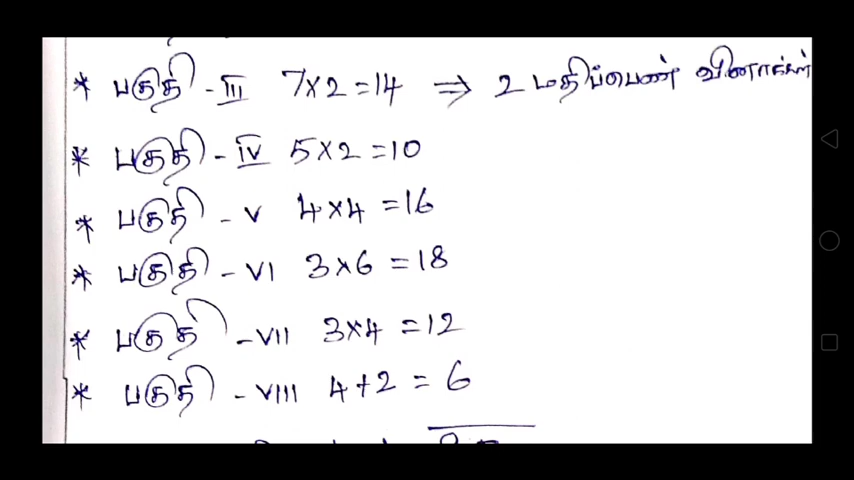 * பகுதி - III 7×2=14 ⇒ 2 மதிப்பெண் வினாக்கள்
* பகுதி - IV 5×2=10
* பகுதி - V 4×4=16
* பகுதி - VI 3×6=18
* பகுதி - VII 3×4=12
* பகுதி - VIII 4+2=6